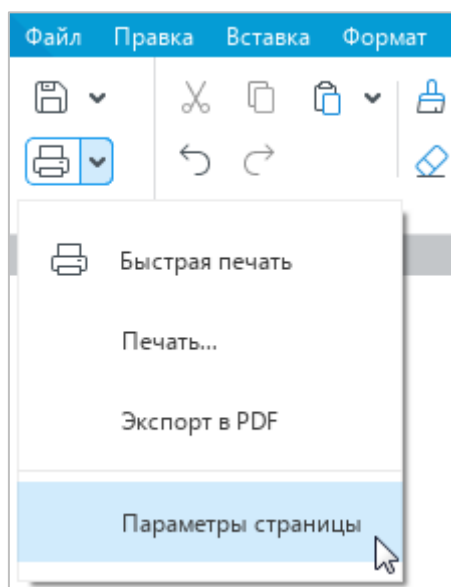 Файл Правка Вставка Формат
Быстрая печать
Печать...
Экспорт в PDF
Параметры страницы